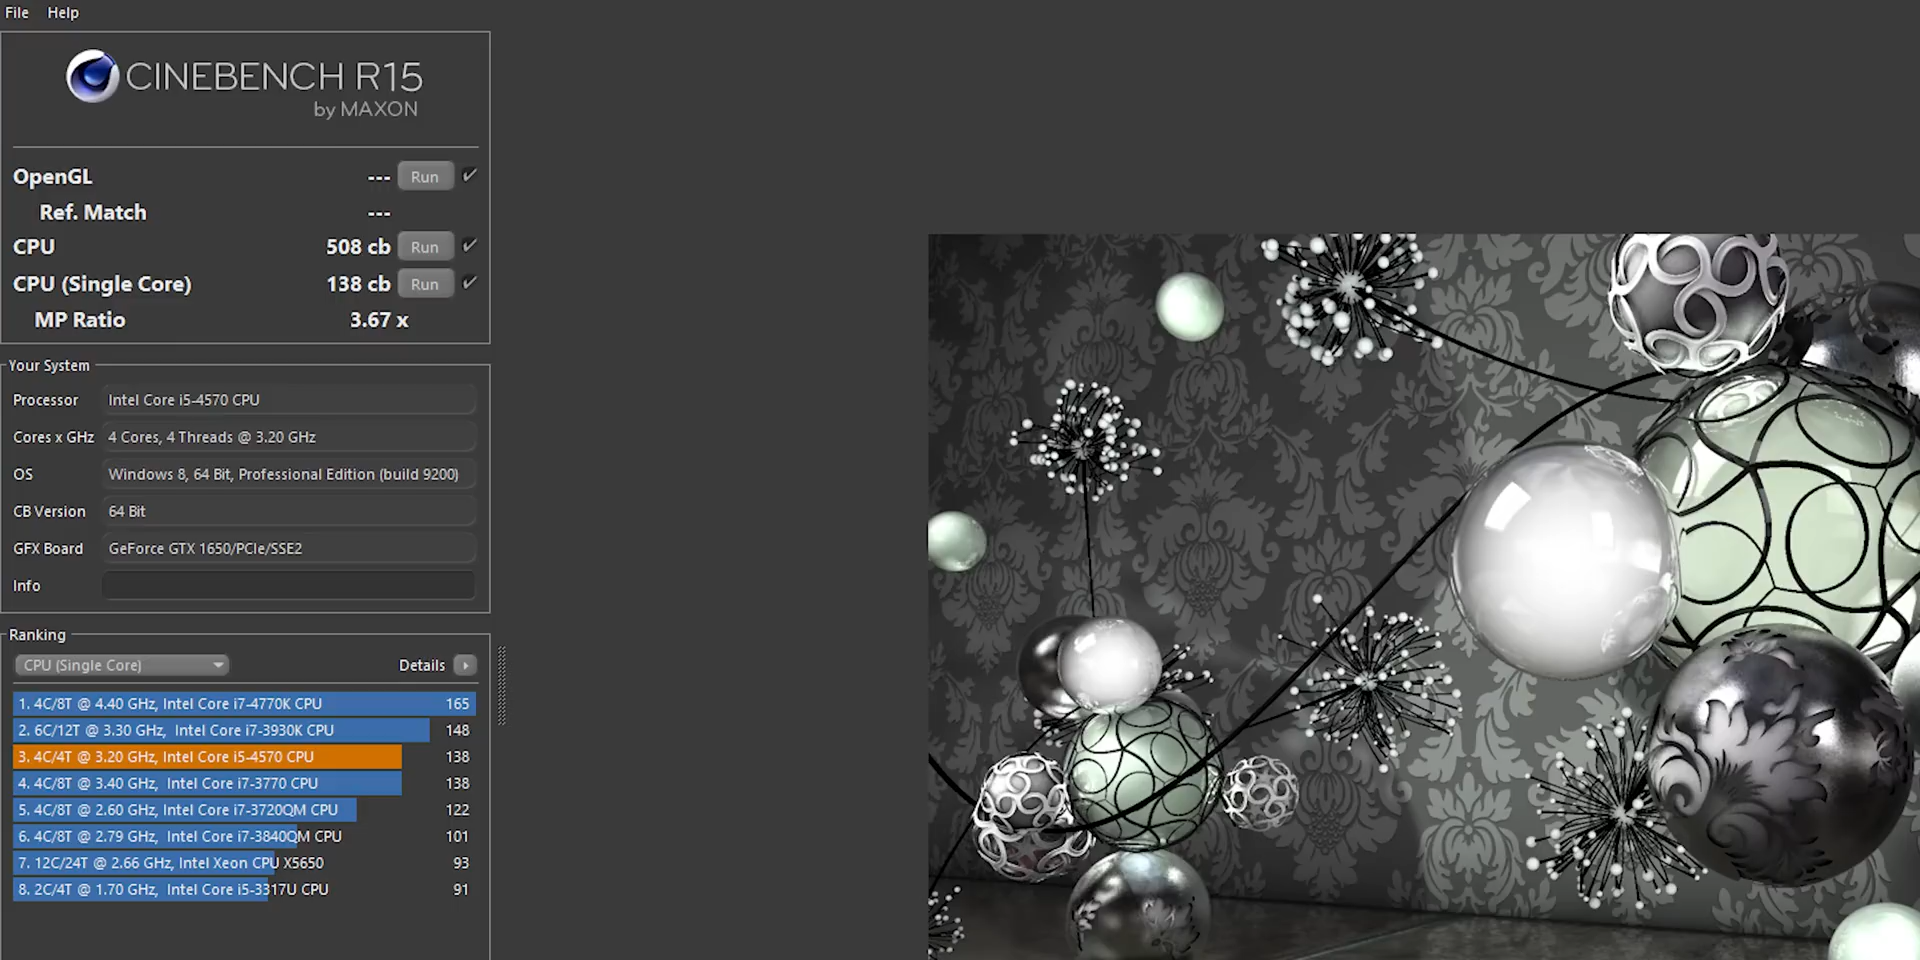 File Help
CINEBENCH R15
by MAXON
OpenGL --- Run
Ref. Match ---
CPU 508 cb Run
CPU (Single Core) 138 cb Run
MP Ratio 3.67 x
Your System
Processor Intel Core i5-4570 CPU
Cores x GHz 4 Cores, 4 Threads @ 3.20 GHz
OS Windows 8, 64 Bit, Professional Edition (build 9200)
CB Version 64 Bit
GFX Board GeForce GTX 1650/PCIe/SSE2
Info
Ranking
CPU (Single Core) Details
1. 4C/8T @ 4.40 GHz, Intel Core i7-4770K CPU 165
2. 6C/12T @ 3.30 GHz, Intel Core i7-3930K CPU 148
3. 4C/4T @ 3.20 GHz, Intel Core i5-4570 CPU 138
4. 4C/8T @ 3.40 GHz, Intel Core i7-3770 CPU 138
5. 4C/8T @ 2.60 GHz, Intel Core i7-3720QM CPU 122
6. 4C/8T @ 2.79 GHz, Intel Core i7-3840QM CPU 101
7. 12C/24T @ 2.66 GHz, Intel Xeon CPU X5650 93
8. 2C/4T @ 1.70 GHz, Intel Core i5-3317U CPU 91